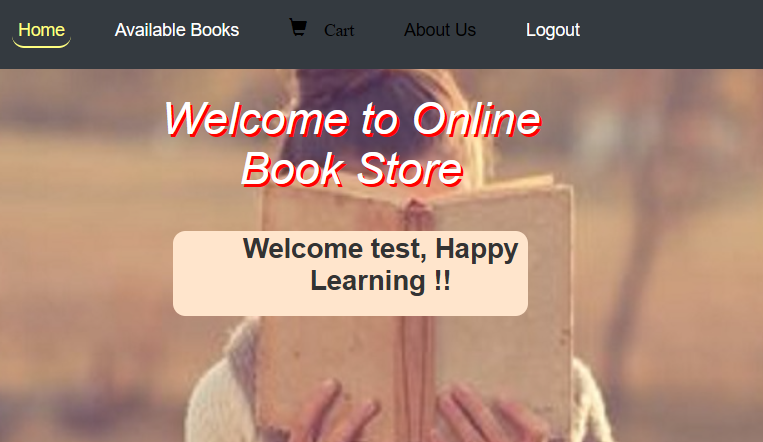 Home Available Books Cart About Us Logout
Welcome to Online
Book Store
Welcome test, Happy
Learning !!